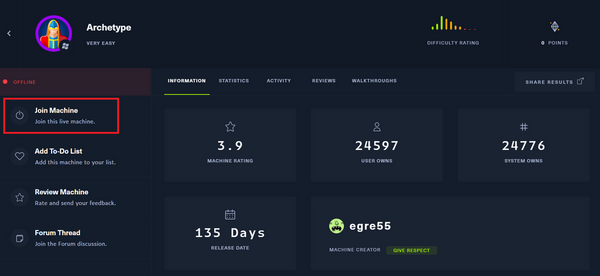 Archetype
VERY EASY
DIFFICULTY RATING
0 POINTS
OFFLINE
INFORMATION STATISTICS ACTIVITY REVIEWS WALKTHROUGHS
SHARE RESULTS
Join Machine
Join this live machine.
Add To-Do List
Add this machine to your list.
Review Machine
Rate and send your feedback.
Forum Thread
Join the Forum discussion.
3.9
MACHINE RATING
24597
USER OWNS
24776
SYSTEM OWNS
135 Days
RELEASE DATE
egre55
MACHINE CREATOR GIVE RESPECT